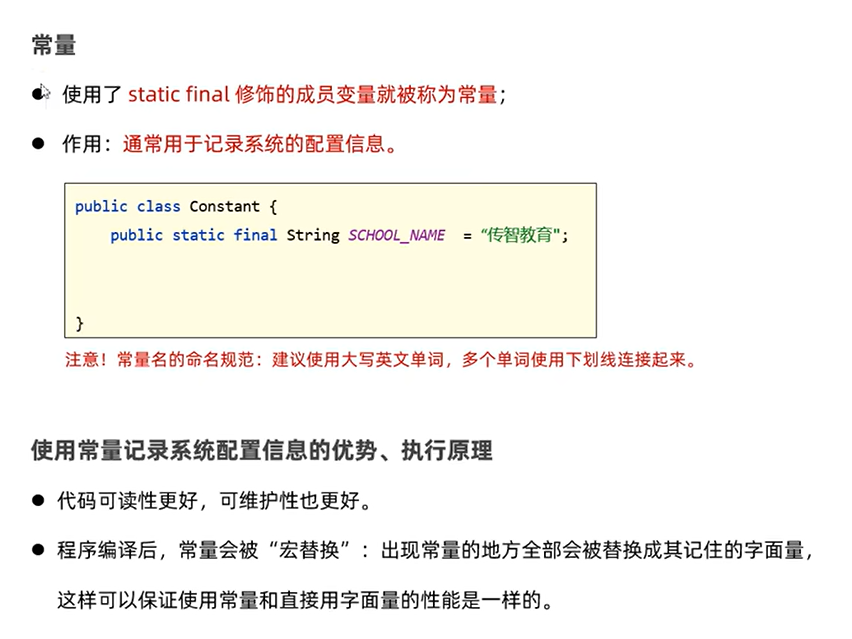 常量
● 使用了 static final 修饰的成员变量就被称为常量；
● 作用：通常用于记录系统的配置信息。
public class Constant {
    public static final String SCHOOL_NAME  = “传智教育";
}
注意！常量名的命名规范：建议使用大写英文单词，多个单词使用下划线连接起来。
使用常量记录系统配置信息的优势、执行原理
● 代码可读性更好，可维护性也更好。
● 程序编译后，常量会被“宏替换”：出现常量的地方全部会被替换成其记住的字面量，
这样可以保证使用常量和直接用字面量的性能是一样的。